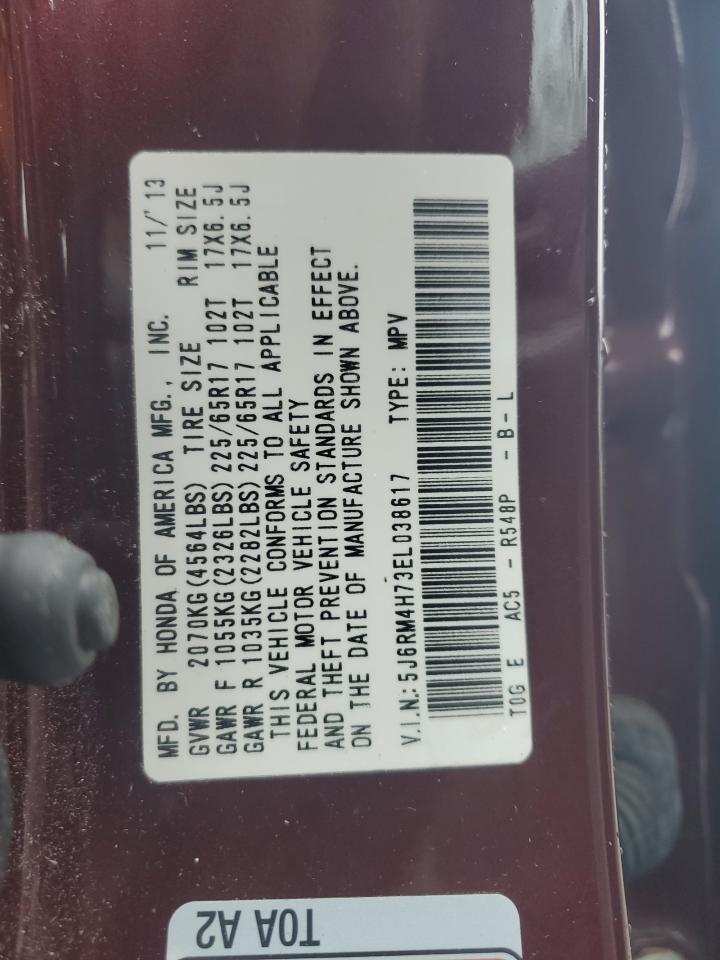 MFD. BY HONDA OF AMERICA MFG., INC. 11/'13
GVWR 2070KG(4564LBS) TIRE SIZE RIM SIZE
GAWR F 1055KG(2326LBS) 225/65R17 102T 17X6.5J
GAWR R 1035KG(2282LBS) 225/65R17 102T 17X6.5J
THIS VEHICLE CONFORMS TO ALL APPLICABLE
FEDERAL MOTOR VEHICLE SAFETY
AND THEFT PREVENTION STANDARDS IN EFFECT
ON THE DATE OF MANUFACTURE SHOWN ABOVE.
V.I.N.: 5J6RM4H73EL038617 TYPE: MPV
T0G E AC5 - R548P - B - L
T0A A2